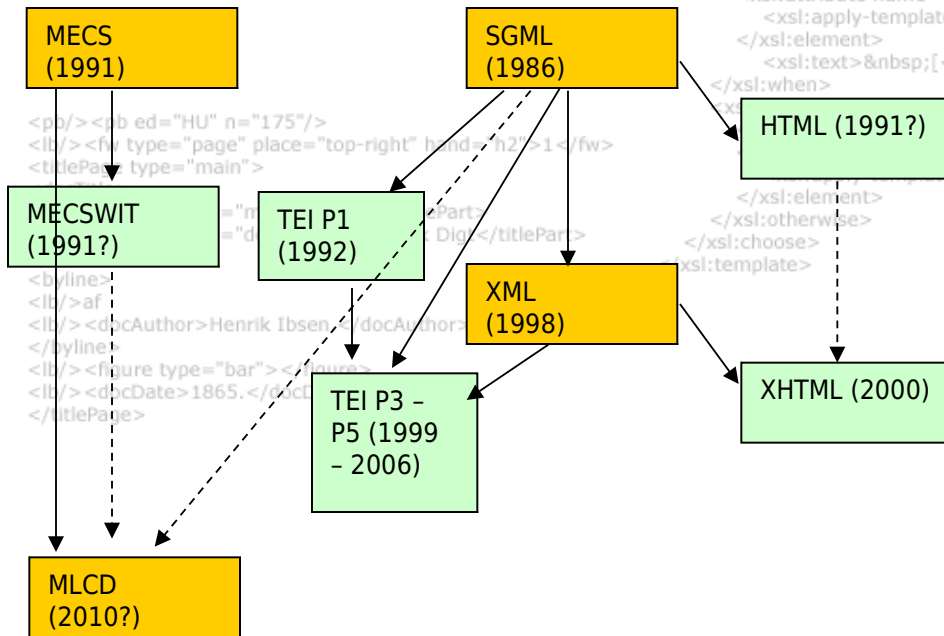 MECS
(1991)
SGML
(1986)
<xsl:apply-template
</xsl:element>
<xsl:text>&nbsp;[<
</xsl:when>
<xs
HTML (1991?)
<pb/><pb ed="HU" n="175"/>
<lb/><fw type="page" place="top-right" hand="h2">1</fw>
<titlePage type="main">
MECSWIT
(1991?)
TEI P1
(1992)
</titlePart>
</xsl:element>
</xsl:otherwise>
</xsl:choose>
</xsl:template>
<byline>
<lb/>af
<lb/><docAuthor>Henrik Ibsen.</docAuthor>
</byline>
<lb/><figure type="bar"></figure>
<lb/><docDate>1865.</docD
</titlePage>
XML
(1998)
TEI P3 –
P5 (1999
– 2006)
XHTML (2000)
MLCD
(2010?)